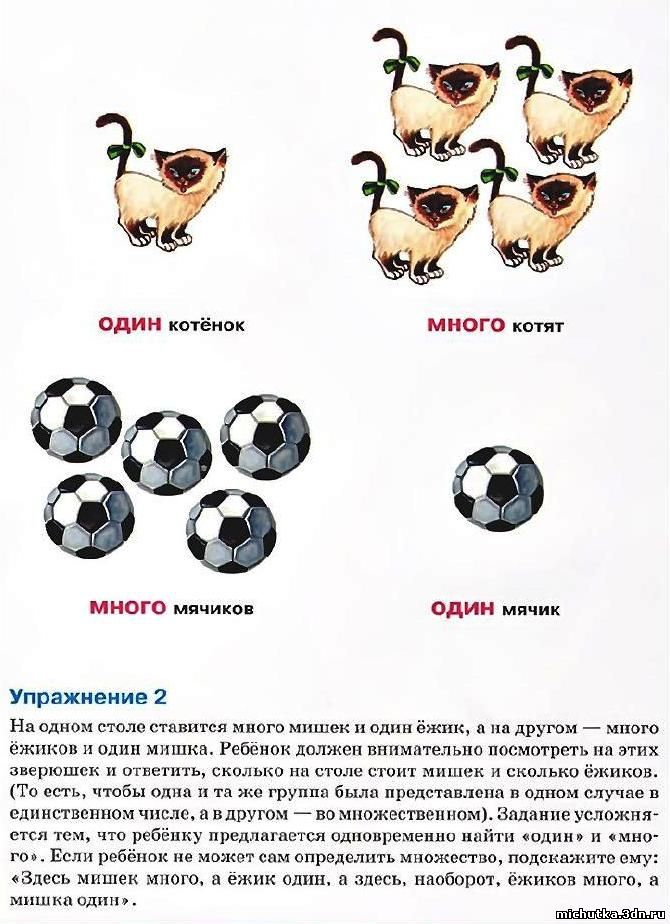 ОДИН котёнок
МНОГО котят
МНОГО мячиков
ОДИН мячик
Упражнение 2
На одном столе ставится много мишек и один ёжик, а на другом — много
ёжиков и один мишка. Ребёнок должен внимательно посмотреть на этих
зверюшек и ответить, сколько на столе стоит мишек и сколько ёжиков.
(То есть, чтобы одна и та же группа была представлена в одном случае в
единственном числе, а в другом — во множественном). Задание усложня-
ется тем, что ребёнку предлагается одновременно найти «один» и «мно-
го». Если ребёнок не может сам определить множество, подскажите ему:
«Здесь мишек много, а ёжик один, а здесь, наоборот, ёжиков много, а
мишка один».
michutka.3dn.ru